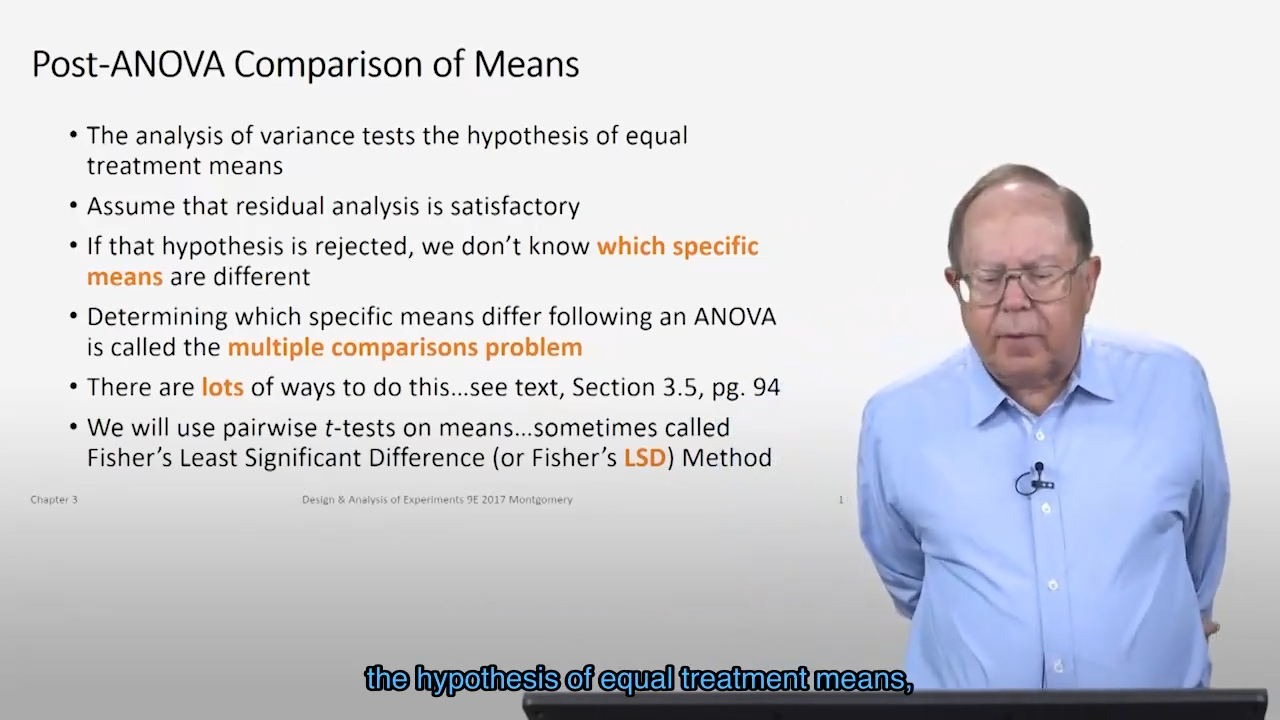 Post-ANOVA Comparison of Means
• The analysis of variance tests the hypothesis of equal
treatment means
• Assume that residual analysis is satisfactory
• If that hypothesis is rejected, we don’t know which specific
means are different
• Determining which specific means differ following an ANOVA
is called the multiple comparisons problem
• There are lots of ways to do this…see text, Section 3.5, pg. 94
• We will use pairwise t-tests on means…sometimes called
Fisher’s Least Significant Difference (or Fisher’s LSD) Method
Chapter 3 Design & Analysis of Experiments 9E 2017 Montgomery 1
the hypothesis of equal treatment means,